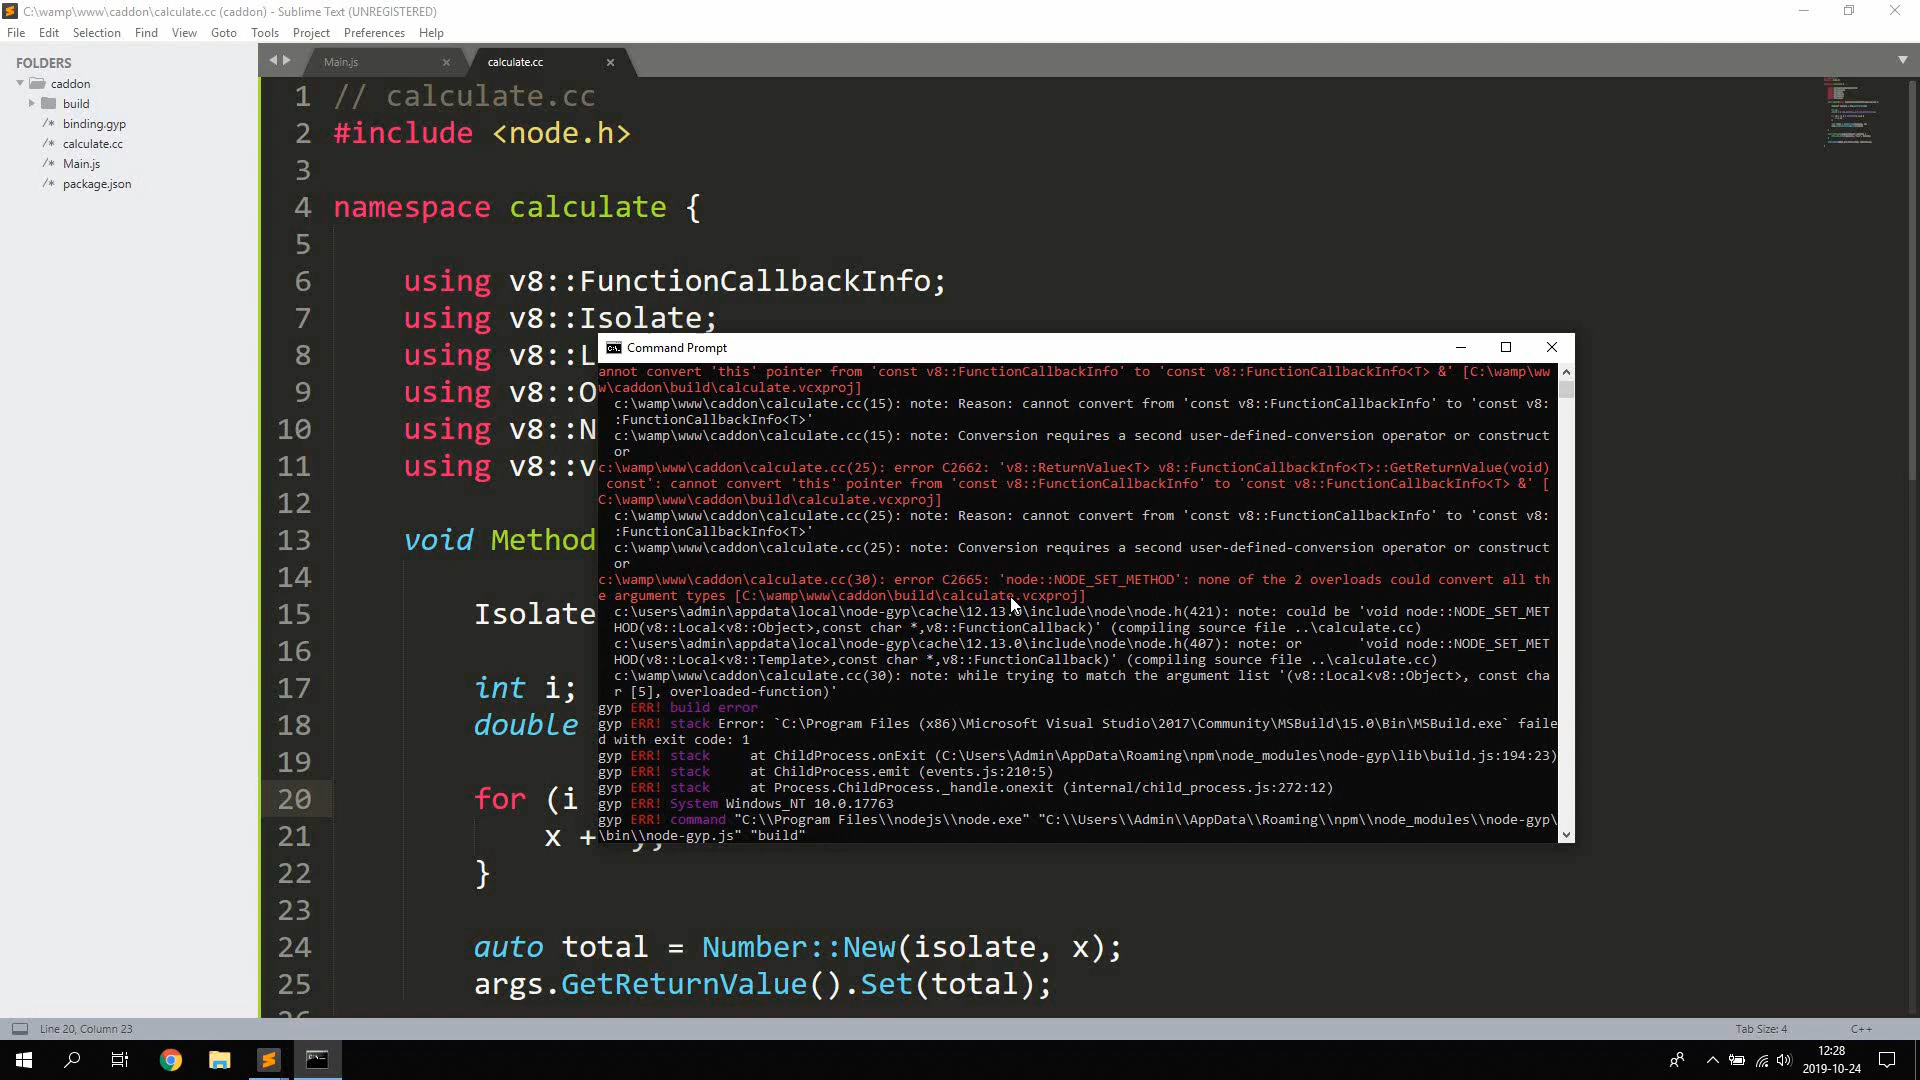 C:\wamp\www\caddon\calculate.cc (caddon) - Sublime Text (UNREGISTERED)
File Edit Selection Find View Goto Tools Project Preferences Help
FOLDERS
caddon
build
binding.gyp
calculate.cc
Main.js
package.json
Main.js
calculate.cc
1 // calculate.cc
2 #include <node.h>
3
4 namespace calculate {
5
6 using v8::FunctionCallbackInfo;
7 using v8::Isolate;
8 using v8::L
9 using v8::O
10 using v8::N
11 using v8::v
12
13 void Method
14
15 Isolate
16
17 int i;
18 double
19
20 for (i
21 x +
22 }
23
24 auto total = Number::New(isolate, x);
25 args.GetReturnValue().Set(total);
Command Prompt
annot convert 'this' pointer from 'const v8::FunctionCallbackInfo' to 'const v8::FunctionCallbackInfo<T> &' [C:\wamp\ww
w\caddon\build\calculate.vcxproj]
c:\wamp\www\caddon\calculate.cc(15): note: Reason: cannot convert from 'const v8::FunctionCallbackInfo' to 'const v8:
:FunctionCallbackInfo<T>'
c:\wamp\www\caddon\calculate.cc(15): note: Conversion requires a second user-defined-conversion operator or construct
or
c:\wamp\www\caddon\calculate.cc(25): error C2662: 'v8::ReturnValue<T> v8::FunctionCallbackInfo<T>::GetReturnValue(void)
const': cannot convert 'this' pointer from 'const v8::FunctionCallbackInfo' to 'const v8::FunctionCallbackInfo<T> &' [
C:\wamp\www\caddon\build\calculate.vcxproj]
c:\wamp\www\caddon\calculate.cc(25): note: Reason: cannot convert from 'const v8::FunctionCallbackInfo' to 'const v8:
:FunctionCallbackInfo<T>'
c:\wamp\www\caddon\calculate.cc(25): note: Conversion requires a second user-defined-conversion operator or construct
or
c:\wamp\www\caddon\calculate.cc(30): error C2665: 'node::NODE_SET_METHOD': none of the 2 overloads could convert all th
e argument types [C:\wamp\www\caddon\build\calculate.vcxproj]
c:\users\admin\appdata\local\node-gyp\cache\12.13.0\include\node\node.h(421): note: could be 'void node::NODE_SET_MET
HOD(v8::Local<v8::Object>,const char *,v8::FunctionCallback)' (compiling source file ..\calculate.cc)
c:\users\admin\appdata\local\node-gyp\cache\12.13.0\include\node\node.h(407): note: or 'void node::NODE_SET_MET
HOD(v8::Local<v8::Template>,const char *,v8::FunctionCallback)' (compiling source file ..\calculate.cc)
c:\wamp\www\caddon\calculate.cc(30): note: while trying to match the argument list '(v8::Local<v8::Object>, const cha
r [5], overloaded-function)'
gyp ERR! build error
gyp ERR! stack Error: `C:\Program Files (x86)\Microsoft Visual Studio\2017\Community\MSBuild\15.0\Bin\MSBuild.exe` faile
d with exit code: 1
gyp ERR! stack at ChildProcess.onExit (C:\Users\Admin\AppData\Roaming\npm\node_modules\node-gyp\lib\build.js:194:23)
gyp ERR! stack at ChildProcess.emit (events.js:210:5)
gyp ERR! stack at Process.ChildProcess._handle.onexit (internal/child_process.js:272:12)
gyp ERR! System Windows_NT 10.0.17763
gyp ERR! command "C:\\Program Files\\nodejs\\node.exe" "C:\\Users\\Admin\\AppData\\Roaming\\npm\\node_modules\\node-gyp\
\bin\\node-gyp.js" "build"
Line 20, Column 23
Tab Size: 4
C++
12:28
2019-10-24